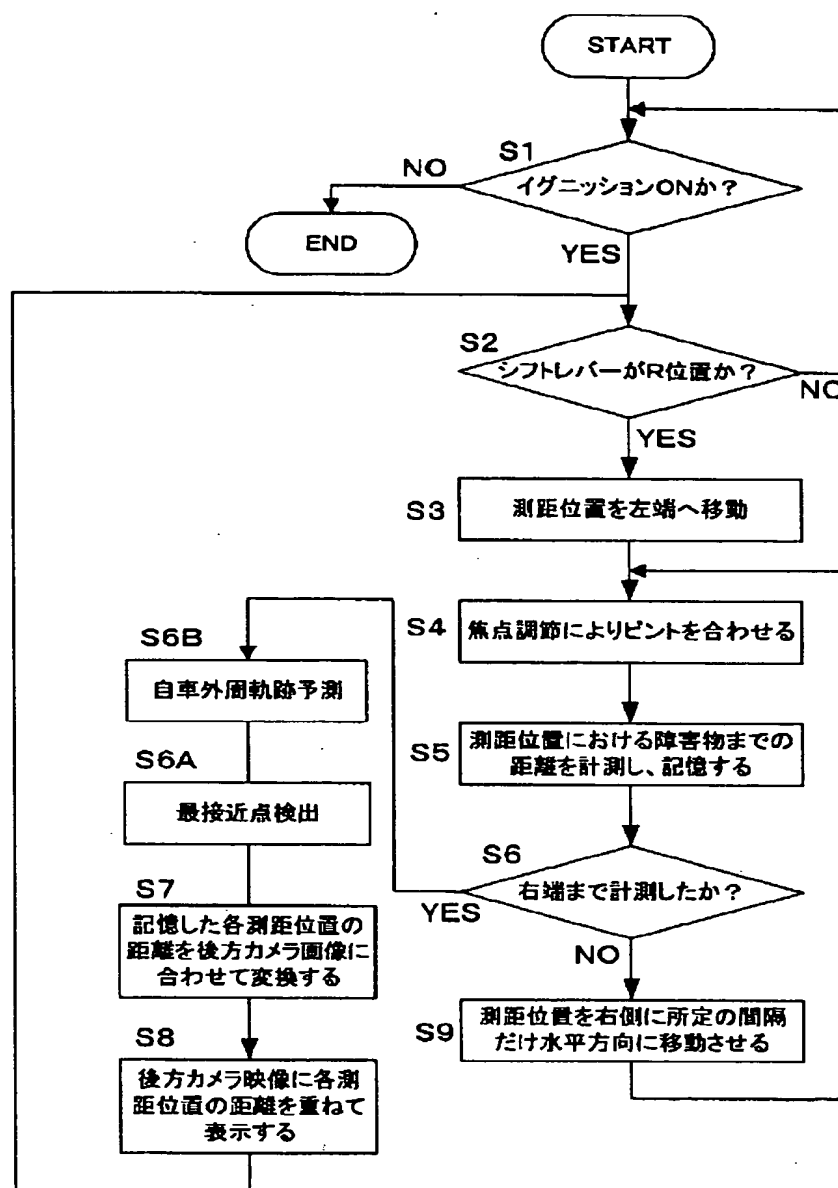 START
S1
イグニッションONか？
NO
END
YES
S2
シフトレバーがR位置か？
NO
YES
S3
測距位置を左端へ移動
S4
焦点調節によりピントを合わせる
S5
測距位置における障害物までの
距離を計測し、記憶する
S6
右端まで計測したか？
YES
NO
S9
測距位置を右側に所定の間隔
だけ水平方向に移動させる
S6B
自車外周軌跡予測
S6A
最接近点検出
S7
記憶した各測距位置の
距離を後方カメラ画像に
合わせて変換する
S8
後方カメラ映像に各測
距位置の距離を重ねて
表示する